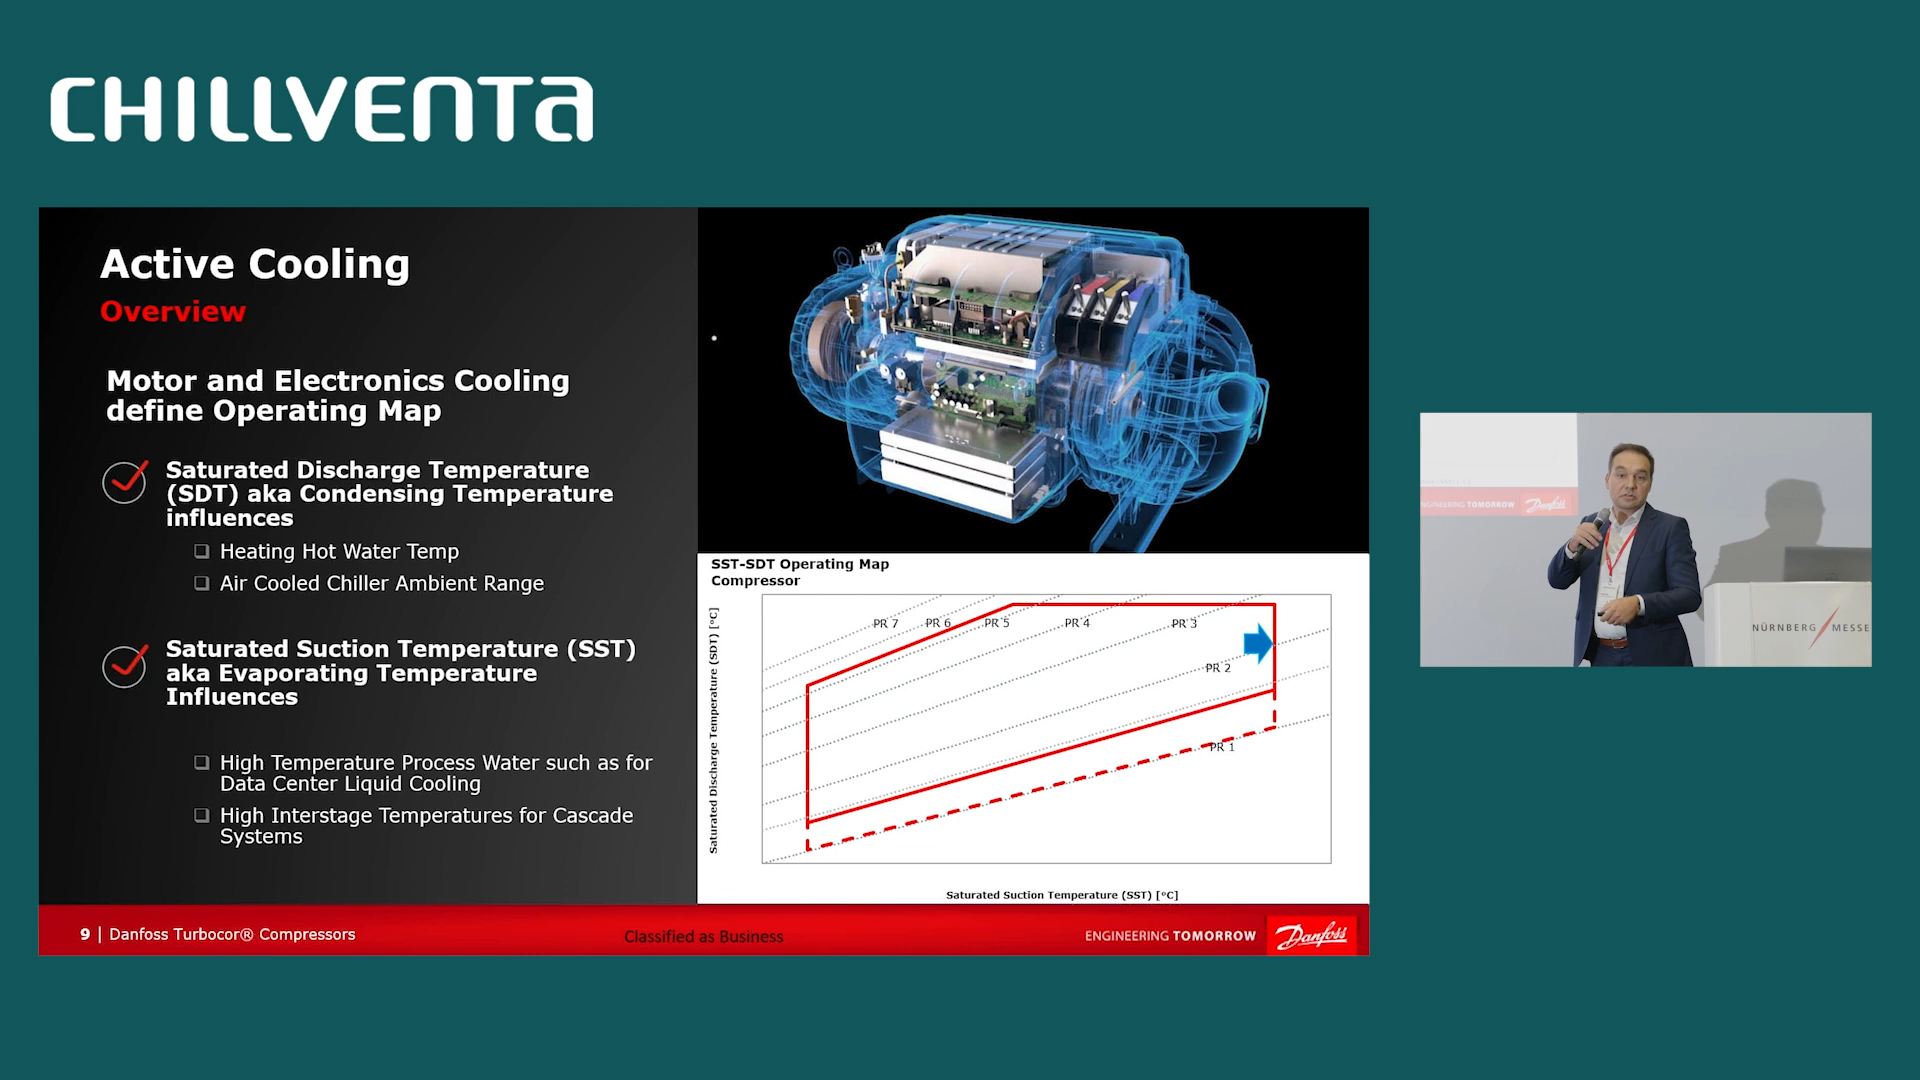 CHILLVENTA
Active Cooling
Overview
Motor and Electronics Cooling
define Operating Map
Saturated Discharge Temperature
(SDT) aka Condensing Temperature
influences
Heating Hot Water Temp
Air Cooled Chiller Ambient Range
Saturated Suction Temperature (SST)
aka Evaporating Temperature
Influences
High Temperature Process Water such as for
Data Center Liquid Cooling
High Interstage Temperatures for Cascade
Systems
SST-SDT Operating Map
Compressor
Saturated Discharge Temperature (SDT) [°C]
PR 7
PR 6
PR 5
PR 4
PR 3
PR 2
PR 1
Saturated Suction Temperature (SST) [°C]
9 | Danfoss Turbocor® Compressors
Classified as Business
ENGINEERING TOMORROW
Danfoss
ENGINEERING TOMORROW
Danfoss
NÜRNBERG MESSE